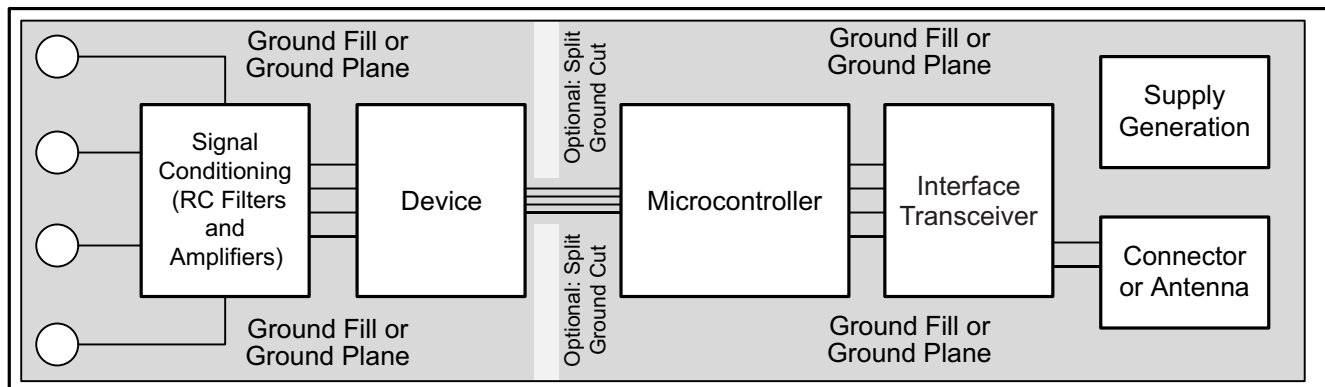 Ground Fill or
Ground Plane
Optional: Split
Ground Cut
Ground Fill or
Ground Plane
Supply
Generation
Signal
Conditioning
(RC Filters
and
Amplifiers)
Device
Microcontroller
Interface
Transceiver
Connector
or Antenna
Ground Fill or
Ground Plane
Optional: Split
Ground Cut
Ground Fill or
Ground Plane